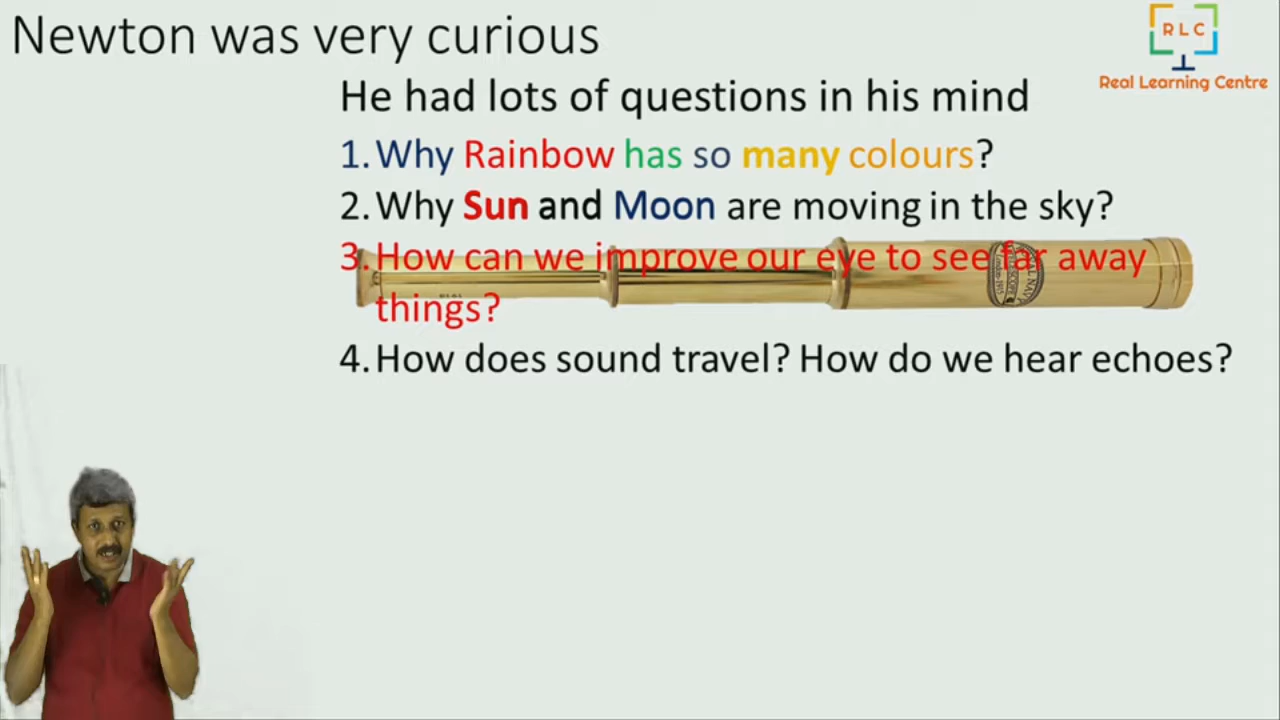 Newton was very curious
R L C
Real Learning Centre
He had lots of questions in his mind
1. Why Rainbow has so many colours?
2. Why Sun and Moon are moving in the sky?
3. How can we improve our eye to see far away
things?
4. How does sound travel? How do we hear echoes?